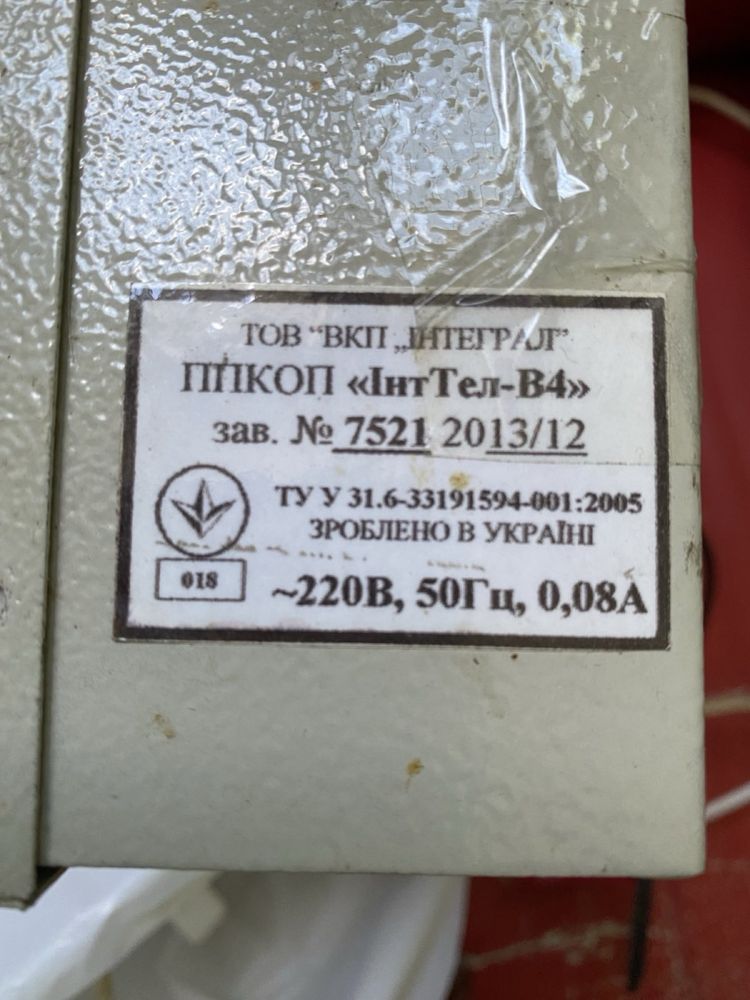 ТОВ "ВКП „ІНТЕГРАЛ”
ППКОП «ІнтТел-В4»
зав. № 7521 2013/12
ТУ У 31.6-33191594-001:2005
ЗРОБЛЕНО В УКРАЇНІ
018
~220В, 50Гц, 0,08А